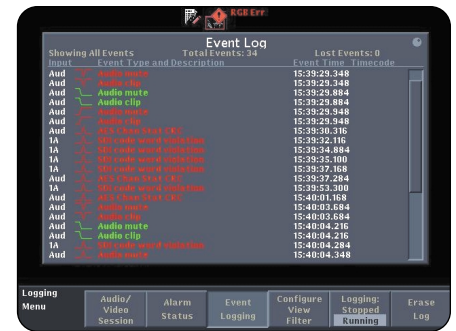 RGB Err
Event Log
Showing All Events Total Events: 34 Lost Events: 0
Input Event Type and Description Event Time Timecode
Aud Audio mute 15:39:29.348
Aud Audio clip 15:39:29.348
Aud Audio mute 15:39:29.884
Aud Audio clip 15:39:29.884
Aud Audio mute 15:39:29.948
Aud Audio clip 15:39:29.948
Aud AES Chan Stat CRC 15:39:30.316
1A SDI code word violation 15:39:32.116
1A SDI code word violation 15:39:34.884
1A SDI code word violation 15:39:35.100
1A SDI code word violation 15:39:37.168
Aud AES Chan Stat CRC 15:39:37.284
1A SDI code word violation 15:39:53.300
Aud AES Chan Stat CRC 15:40:01.168
Aud Audio mute 15:40:03.684
Aud Audio clip 15:40:03.684
Aud Audio mute 15:40:04.216
Aud Audio clip 15:40:04.216
1A SDI code word violation 15:40:04.284
Aud Audio mute 15:40:04.348
Logging Menu
Audio/ Video Session
Alarm Status
Event Logging
Configure View Filter
Logging: Stopped Running
Erase Log